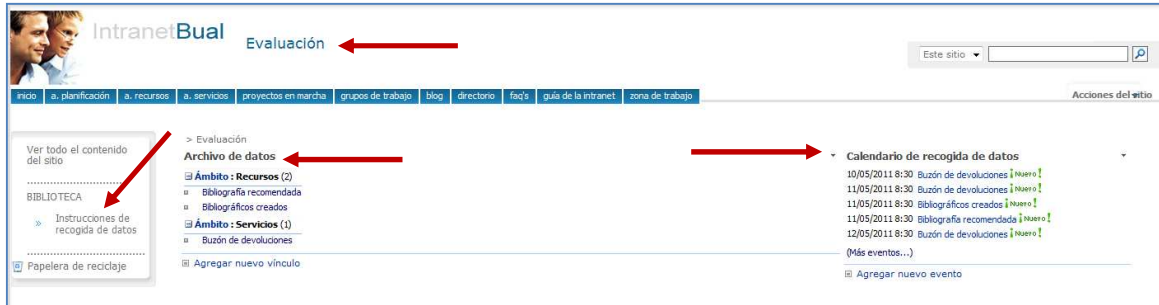 IntranetBual
Evaluación
Este sitio
inicio a. planificación a. recursos a. servicios proyectos en marcha grupos de trabajo blog directorio faq's guía de la intranet zona de trabajo
Acciones del sitio
Ver todo el contenido
del sitio
BIBLIOTECA
» Instrucciones de
recogida de datos
Papelera de reciclaje
> Evaluación
Archivo de datos
Ámbito : Recursos (2)
Bibliografía recomendada
Bibliográficos creados
Ámbito : Servicios (1)
Buzón de devoluciones
Agregar nuevo vínculo
Calendario de recogida de datos
10/05/2011 8:30 Buzón de devoluciones ¡Nuevo!
11/05/2011 8:30 Buzón de devoluciones ¡Nuevo!
11/05/2011 8:30 Bibliográficos creados ¡Nuevo!
11/05/2011 8:30 Bibliografía recomendada ¡Nuevo!
12/05/2011 8:30 Buzón de devoluciones ¡Nuevo!
(Más eventos...)
Agregar nuevo evento